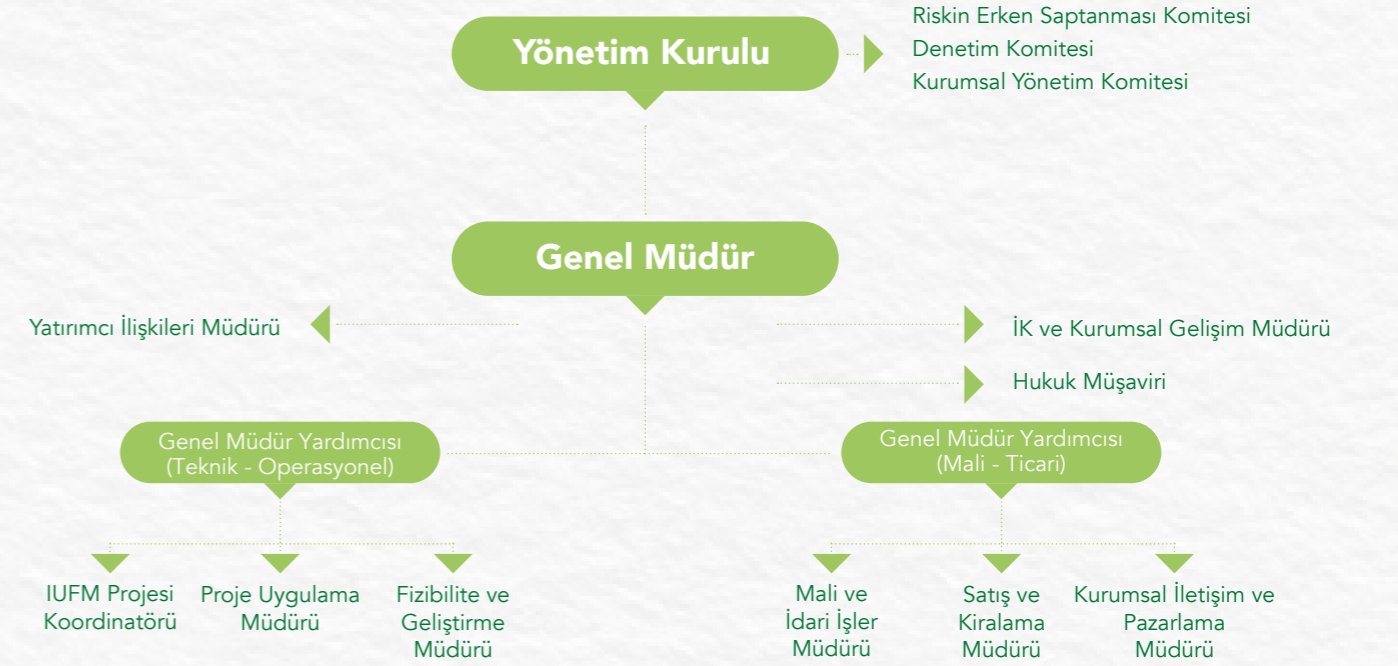 Yönetim Kurulu
Riskin Erken Saptanması Komitesi
Denetim Komitesi
Kurumsal Yönetim Komitesi
Genel Müdür
Yatırımcı İlişkileri Müdürü
İK ve Kurumsal Gelişim Müdürü
Hukuk Müşaviri
Genel Müdür Yardımcısı
(Teknik - Operasyonel)
Genel Müdür Yardımcısı
(Mali - Ticari)
IUFM Projesi
Koordinatörü
Proje Uygulama
Müdürü
Fizibilite ve
Geliştirme
Müdürü
Mali ve
İdari İşler
Müdürü
Satış ve
Kiralama
Müdürü
Kurumsal İletişim ve
Pazarlama
Müdürü